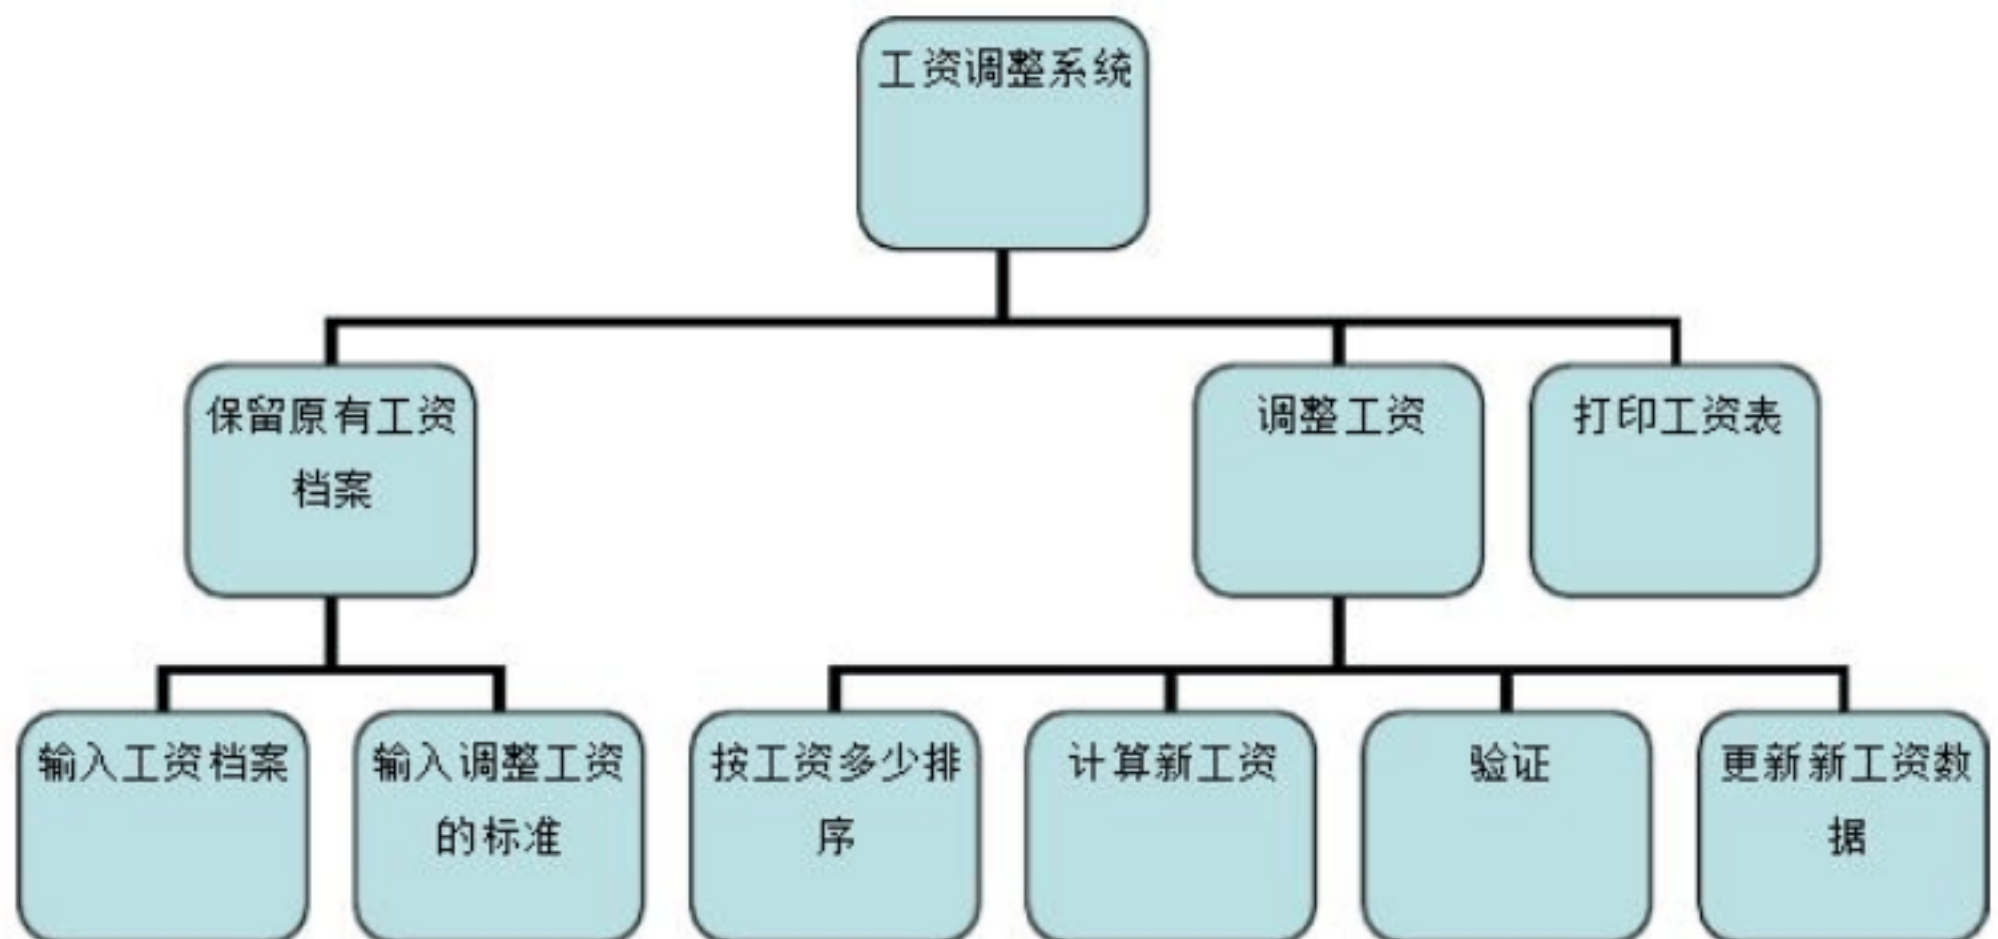 工资调整系统
保留原有工资
档案
调整工资
打印工资表
输入工资档案
输入调整工资
的标准
按工资多少排
序
计算新工资
验证
更新新工资数
据